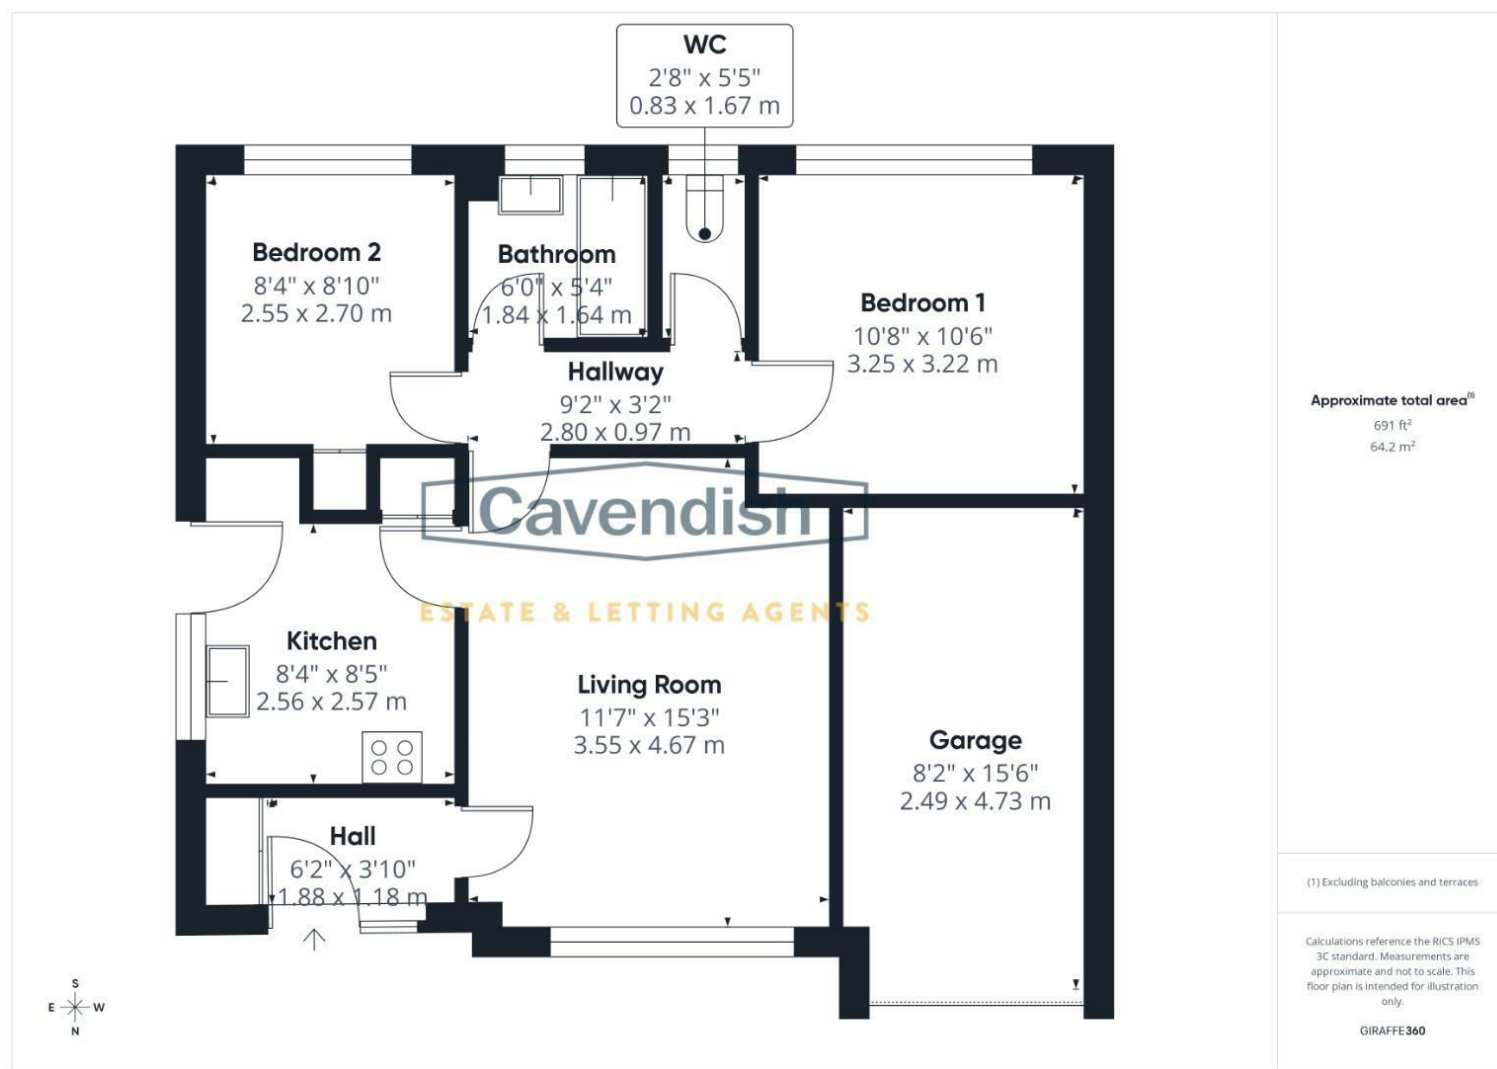 WC
2'8" x 5'5"
0.83 x 1.67 m
Bedroom 2
8'4" x 8'10"
2.55 x 2.70 m
Bathroom
6'0" x 5'4"
1.84 x 1.64 m
Bedroom 1
10'8" x 10'6"
3.25 x 3.22 m
Hallway
9'2" x 3'2"
2.80 x 0.97 m
Cavendish
ESTATE & LETTING AGENTS
Kitchen
8'4" x 8'5"
2.56 x 2.57 m
Living Room
11'7" x 15'3"
3.55 x 4.67 m
Garage
8'2" x 15'6"
2.49 x 4.73 m
Hall
6'2" x 3'10"
1.88 x 1.18 m
S
E W
N
Approximate total area(1)
691 ft²
64.2 m²
(1) Excluding balconies and terraces
Calculations reference the RICS IPMS
3C standard. Measurements are
approximate and not to scale. This
floor plan is intended for illustration
only.
GIRAFFE360